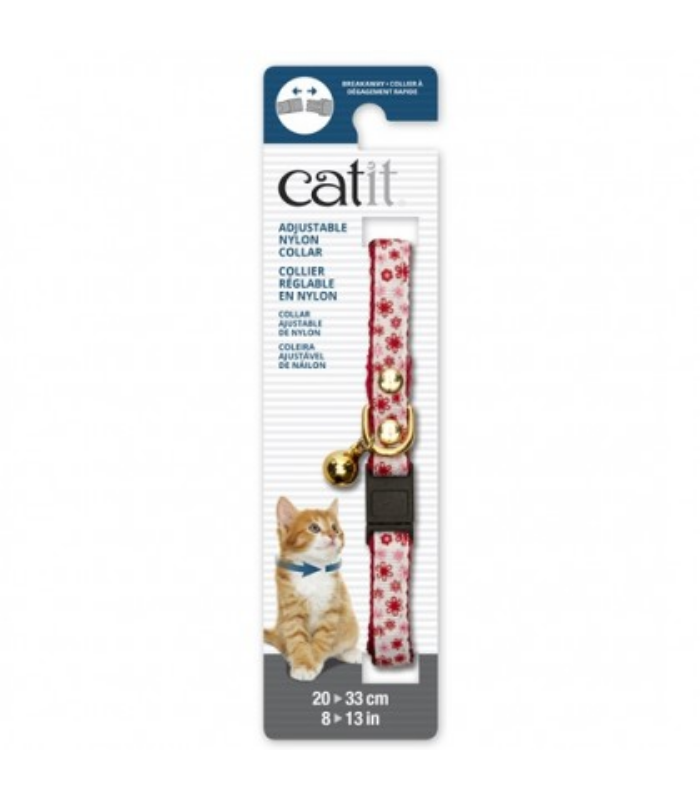 BREAKAWAY • COLLIER À
DÉGAGEMENT RAPIDE
catit
ADJUSTABLE
NYLON
COLLAR
COLLIER
RÉGLABLE
EN NYLON
COLLAR
AJUSTABLE
DE NYLON
COLEIRA
AJUSTÁVEL
DE NÁILON
20 ▸ 33 cm
8 ▸ 13 in